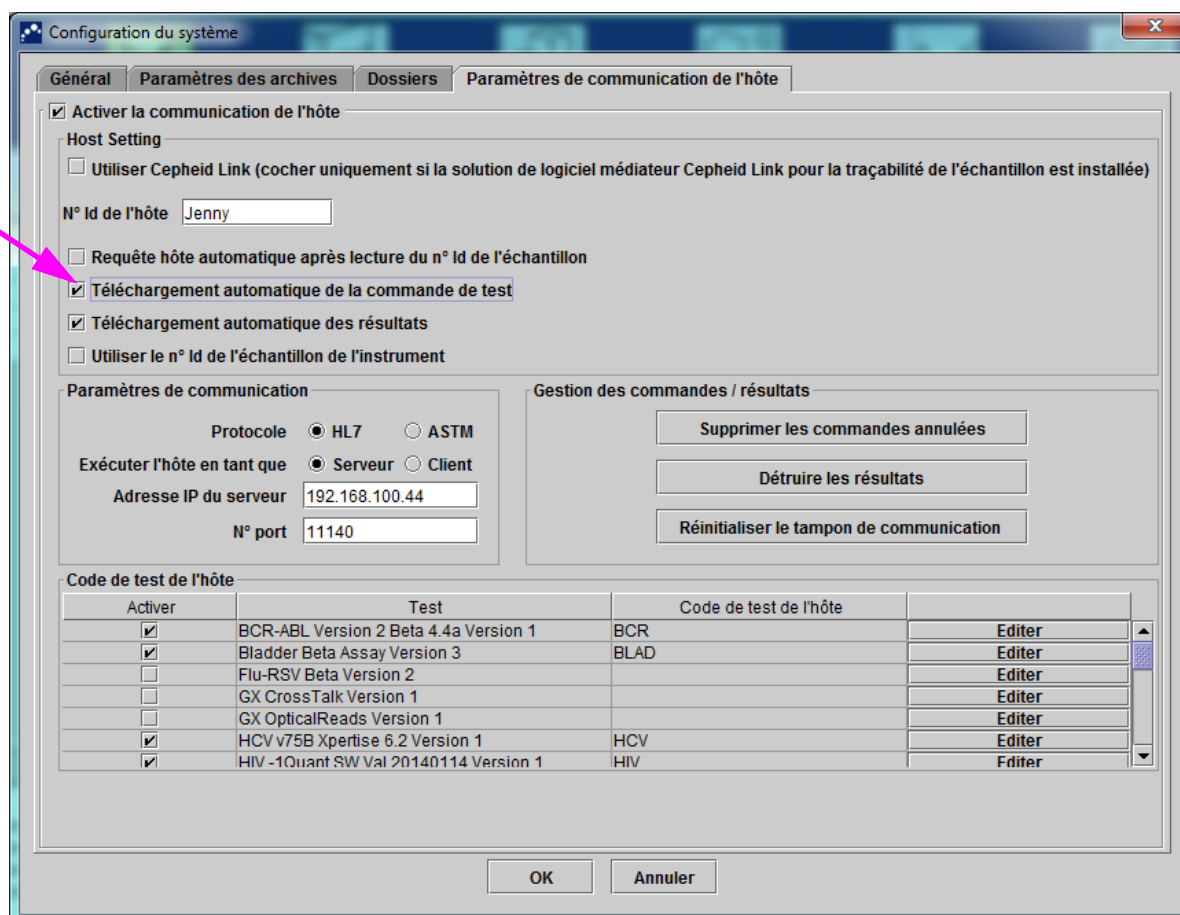 Configuration du système
Général Paramètres des archives Dossiers Paramètres de communication de l'hôte
Activer la communication de l'hôte
Host Setting
Utiliser Cepheid Link (cocher uniquement si la solution de logiciel médiateur Cepheid Link pour la traçabilité de l'échantillon est installée)
N° Id de l'hôte Jenny
Requête hôte automatique après lecture du n° Id de l'échantillon
Téléchargement automatique de la commande de test
Téléchargement automatique des résultats
Utiliser le n° Id de l'échantillon de l'instrument
Paramètres de communication
Protocole HL7 ASTM
Exécuter l'hôte en tant que Serveur Client
Adresse IP du serveur 192.168.100.44
N° port 11140
Gestion des commandes / résultats
Supprimer les commandes annulées
Détruire les résultats
Réinitialiser le tampon de communication
Code de test de l'hôte
Activer Test Code de test de l'hôte
BCR-ABL Version 2 Beta 4.4a Version 1 BCR Editer
Bladder Beta Assay Version 3 BLAD Editer
Flu-RSV Beta Version 2 Editer
GX CrossTalk Version 1 Editer
GX OpticalReads Version 1 Editer
HCV v75B Xpertise 6.2 Version 1 HCV Editer
HIV -1Quant SW Val 20140114 Version 1 HIV Editer
OK Annuler